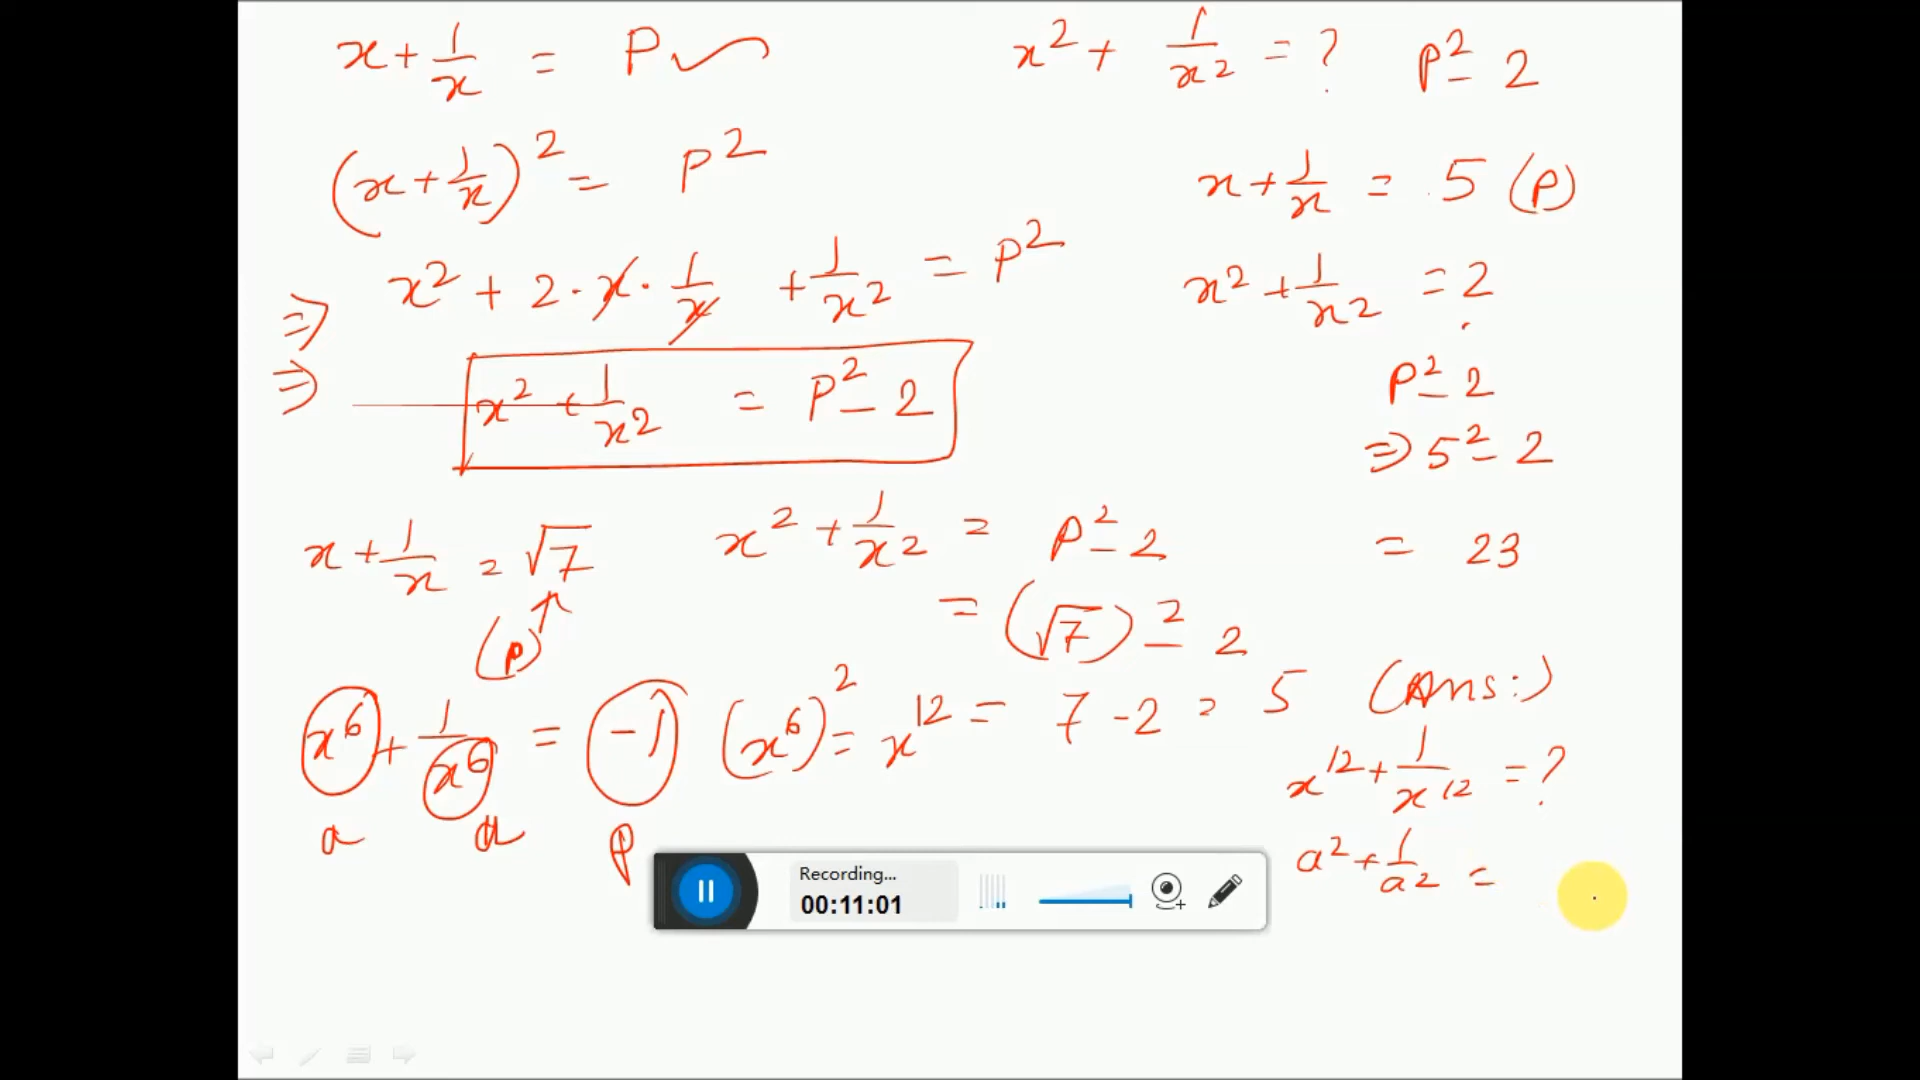 x + 1/x = P
x² + 1/x² = ? P² - 2
(x + 1/x)² = P²
x + 1/x = 5 (P)
⇒ x² + 2 · x · 1/x + 1/x² = P²
x² + 1/x² = ?
⇒ x² + 1/x² = P² - 2
P² - 2
⇒ 5² - 2
= 23
x + 1/x = √7
(P)
x² + 1/x² = P² - 2
= (√7)² - 2
= 7 - 2 = 5 (Ans:)
x⁶ + 1/x⁶ = -1
(x⁶)² = x¹²
x¹² + 1/x¹² = ?
a a P
a² + 1/a² =
Recording...
00:11:01